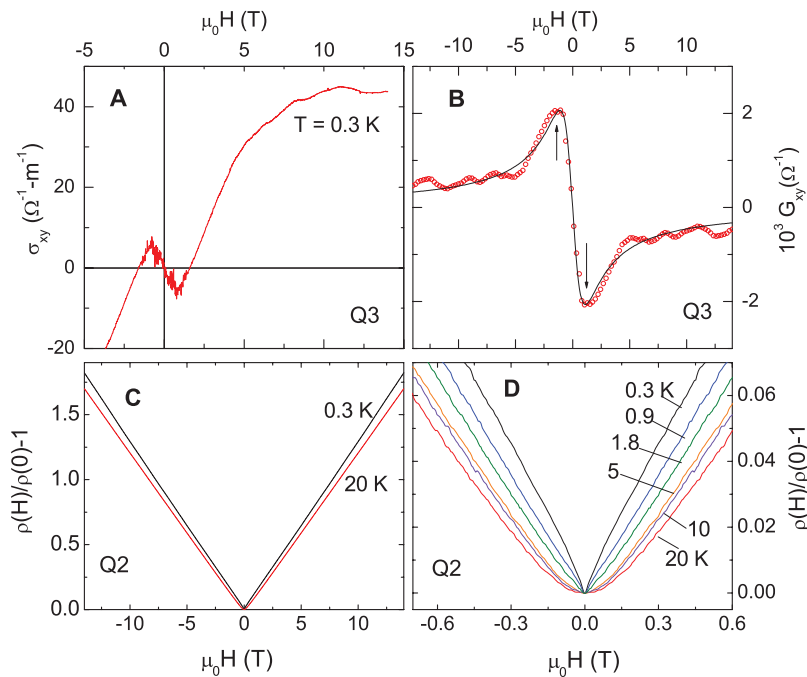 μ₀H (T)
-5 0 5 10 15
μ₀H (T)
-10 -5 0 5 10
A
T = 0.3 K
40
20
0
-20
σxy (Ω⁻¹-m⁻¹)
Q3
B
2
0
-2
10³ Gxy(Ω⁻¹)
Q3
C
0.3 K
20 K
1.5
1.0
0.5
0.0
ρ(H)/ρ(0)-1
Q2
-10 -5 0 5 10
μ₀H (T)
D
0.3 K
0.9
1.8
5
10
20 K
0.06
0.04
0.02
0.00
ρ(H)/ρ(0)-1
Q2
-0.6 -0.3 0.0 0.3 0.6
μ₀H (T)